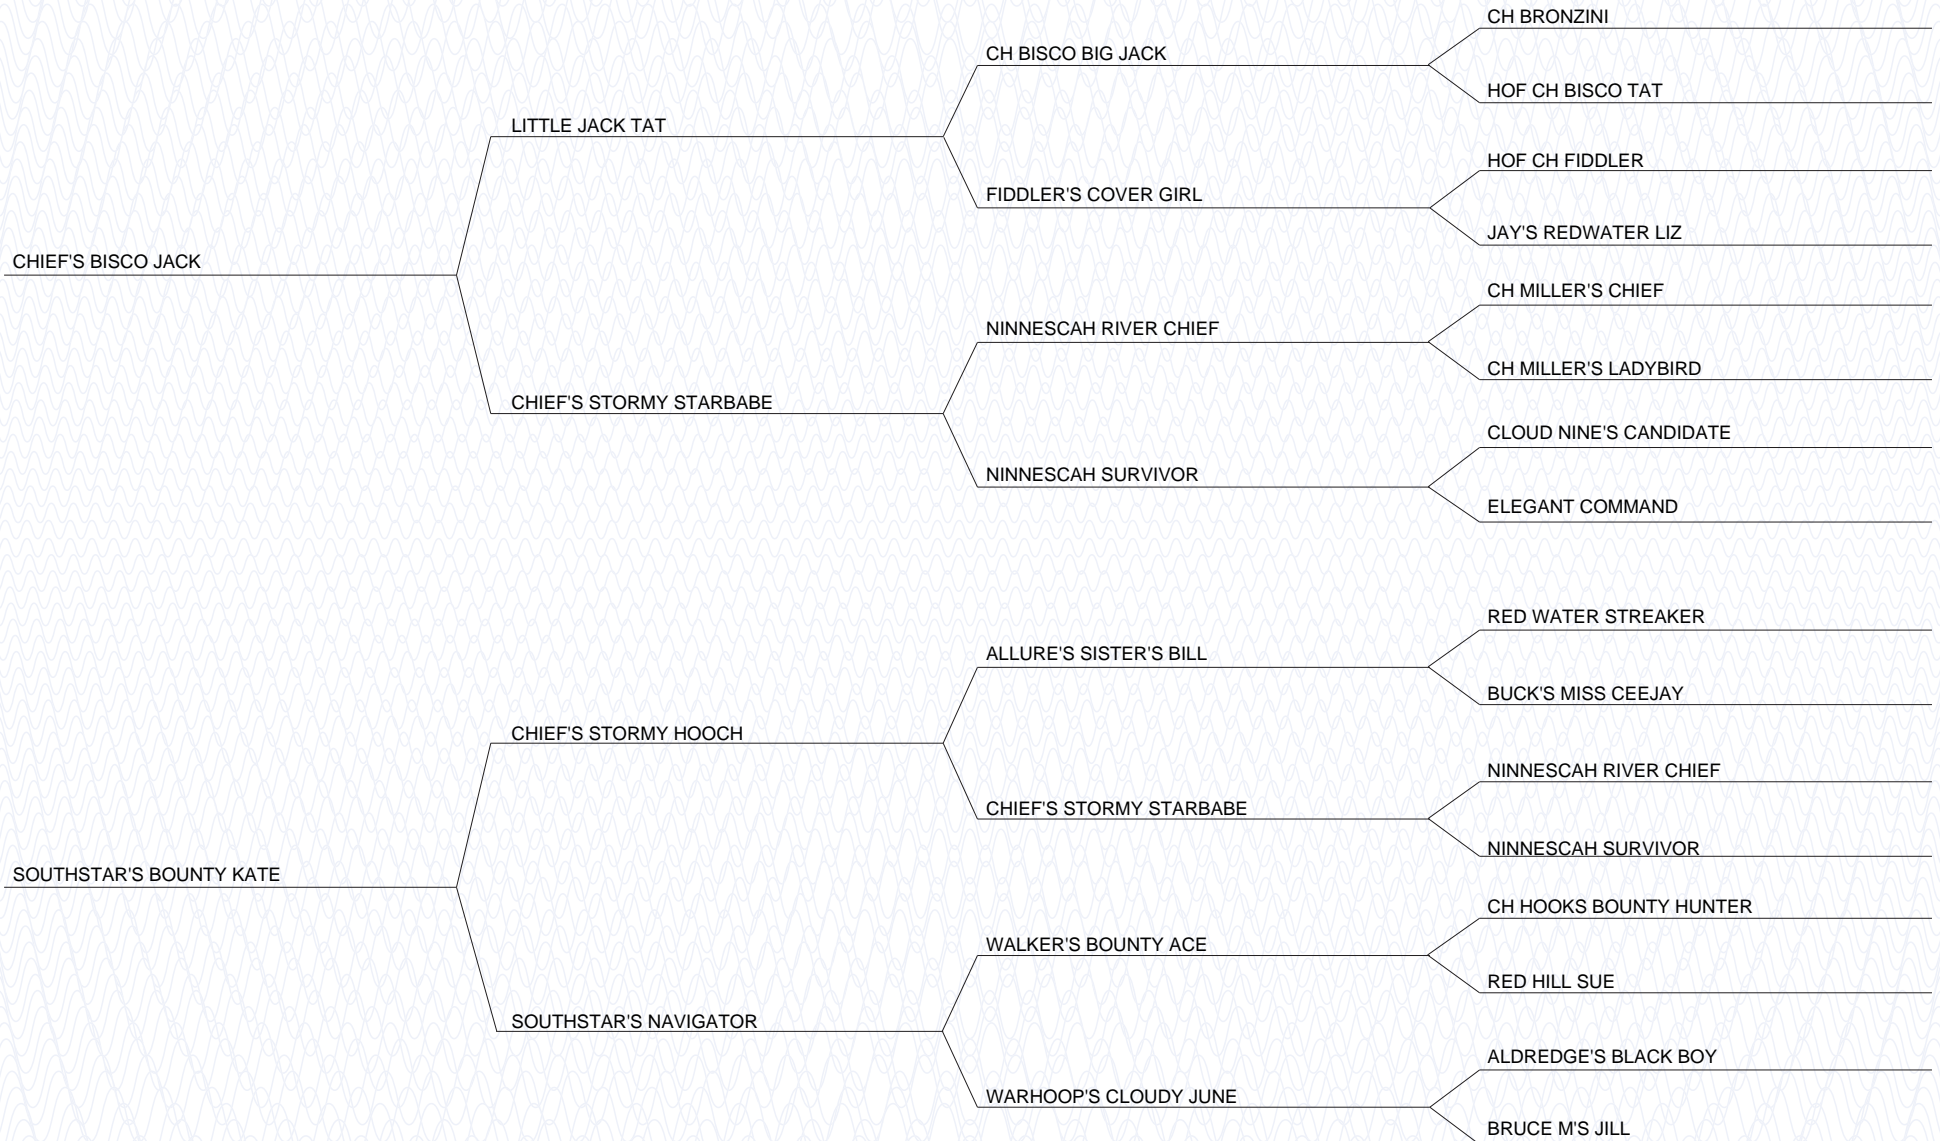 CH BRONZINI
CH BISCO BIG JACK
HOF CH BISCO TAT
LITTLE JACK TAT
HOF CH FIDDLER
FIDDLER'S COVER GIRL
JAY'S REDWATER LIZ
CHIEF'S BISCO JACK
CH MILLER'S CHIEF
NINNESCAH RIVER CHIEF
CH MILLER'S LADYBIRD
CHIEF'S STORMY STARBABE
CLOUD NINE'S CANDIDATE
NINNESCAH SURVIVOR
ELEGANT COMMAND
RED WATER STREAKER
ALLURE'S SISTER'S BILL
BUCK'S MISS CEEJAY
CHIEF'S STORMY HOOCH
NINNESCAH RIVER CHIEF
CHIEF'S STORMY STARBABE
NINNESCAH SURVIVOR
SOUTHSTAR'S BOUNTY KATE
CH HOOKS BOUNTY HUNTER
WALKER'S BOUNTY ACE
RED HILL SUE
SOUTHSTAR'S NAVIGATOR
ALDREDGE'S BLACK BOY
WARHOOP'S CLOUDY JUNE
BRUCE M'S JILL